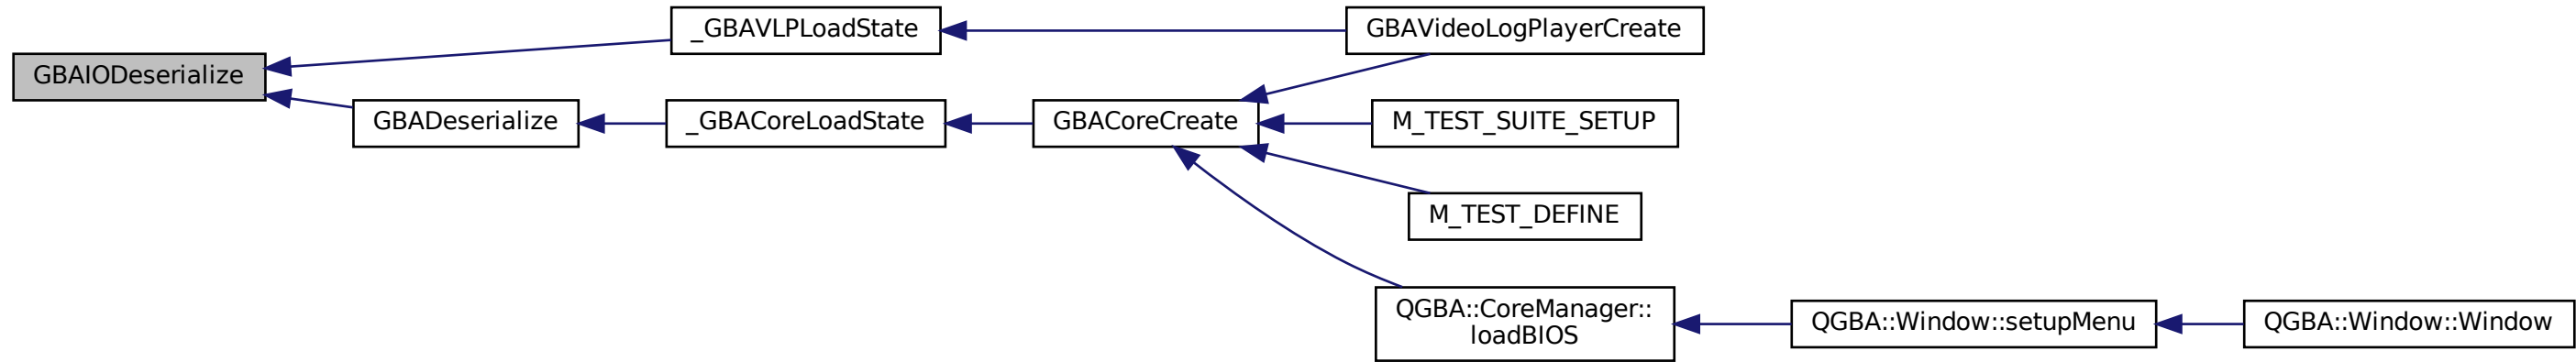 GBAIODeserialize
_GBAVLPLoadState
GBAVideoLogPlayerCreate
GBADeserialize
_GBACoreLoadState
GBACoreCreate
M_TEST_SUITE_SETUP
M_TEST_DEFINE
QGBA::CoreManager::
loadBIOS
QGBA::Window::setupMenu
QGBA::Window::Window